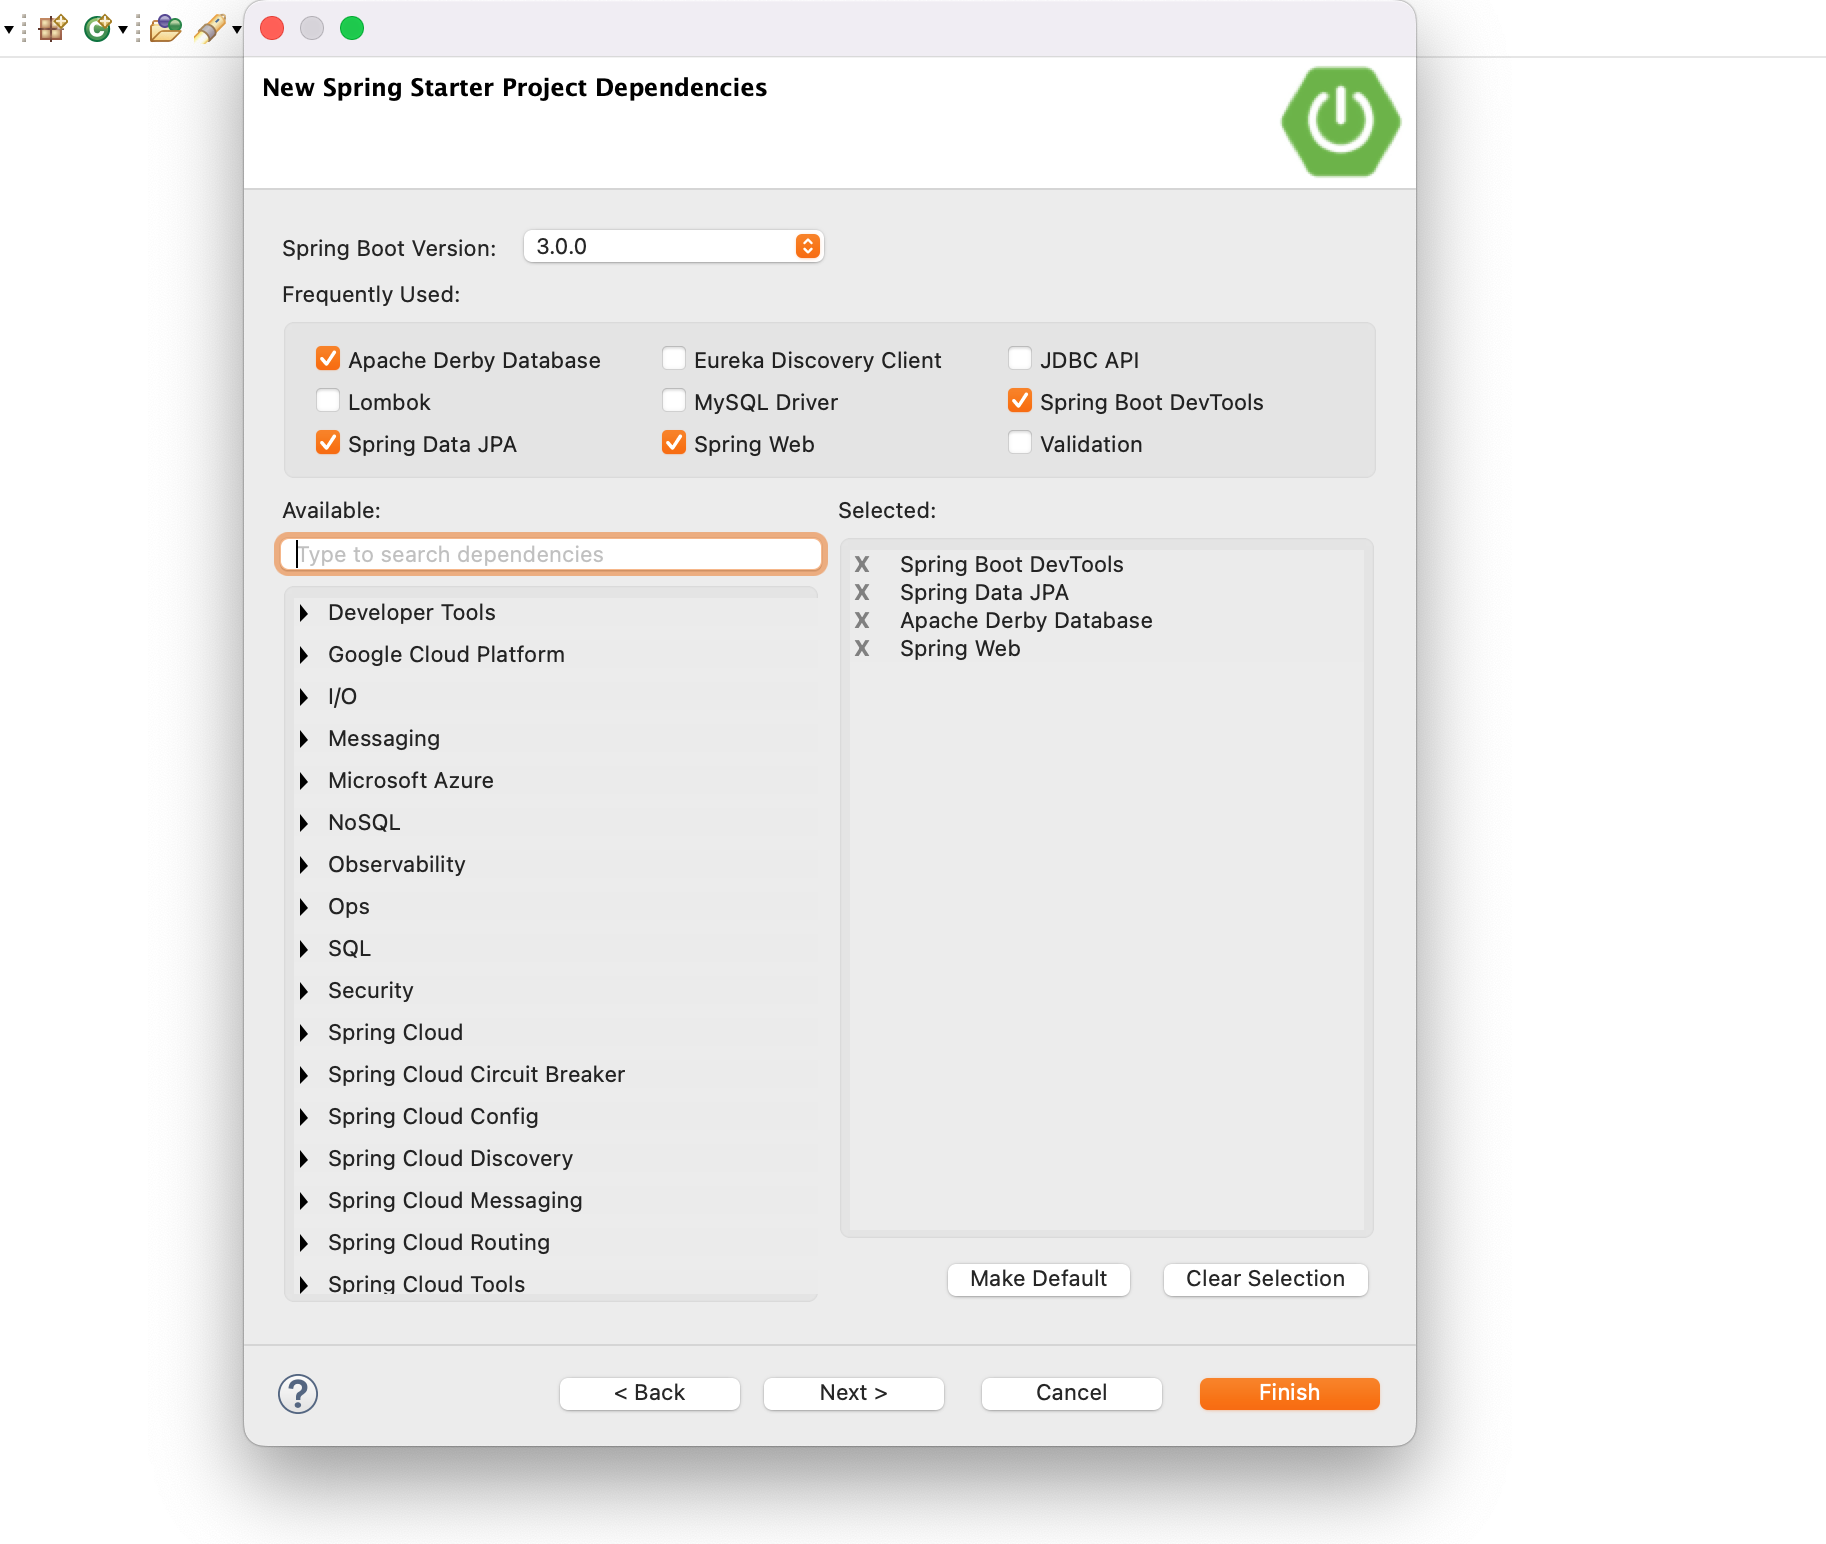 New Spring Starter Project Dependencies
Spring Boot Version: 3.0.0
Frequently Used:
Apache Derby Database Eureka Discovery Client JDBC API
Lombok MySQL Driver Spring Boot DevTools
Spring Data JPA Spring Web Validation
Available:
Type to search dependencies
Developer Tools
Google Cloud Platform
I/O
Messaging
Microsoft Azure
NoSQL
Observability
Ops
SQL
Security
Spring Cloud
Spring Cloud Circuit Breaker
Spring Cloud Config
Spring Cloud Discovery
Spring Cloud Messaging
Spring Cloud Routing
Spring Cloud Tools
Selected:
X Spring Boot DevTools
X Spring Data JPA
X Apache Derby Database
X Spring Web
Make Default Clear Selection
? < Back Next > Cancel Finish